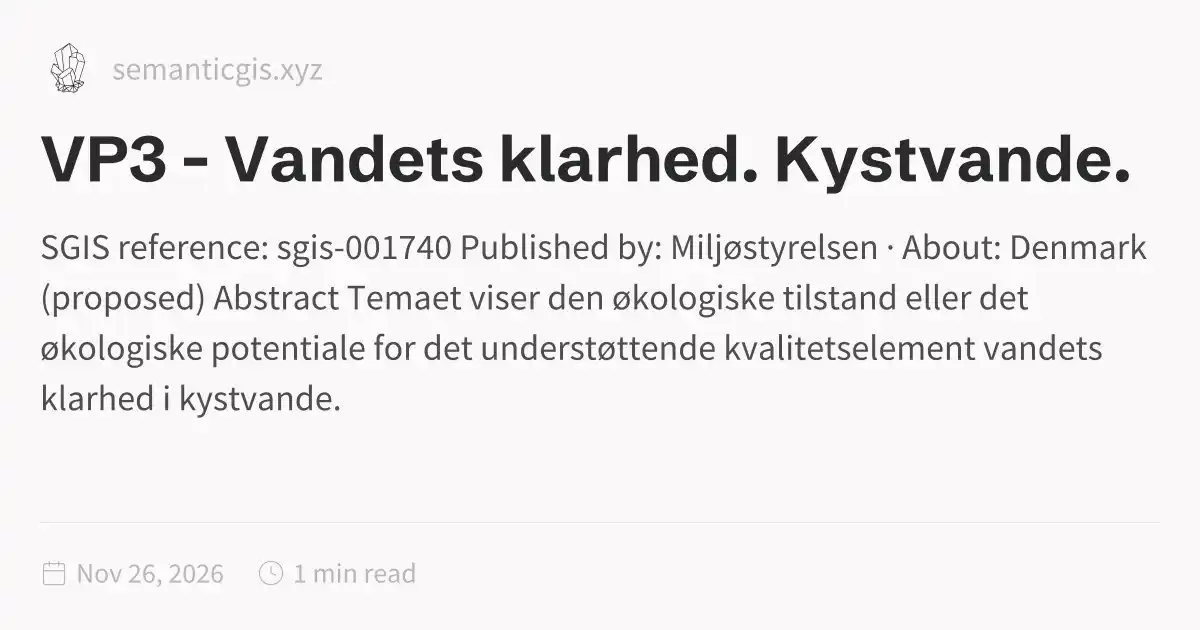 semanticgis.xyz
VP3 - Vandets klarhed. Kystvande.
SGIS reference: sgis-001740 Published by: Miljøstyrelsen · About: Denmark
(proposed) Abstract Temaet viser den økologiske tilstand eller det
økologiske potentiale for det understøttende kvalitetselement vandets
klarhed i kystvande.
Nov 26, 2026 1 min read